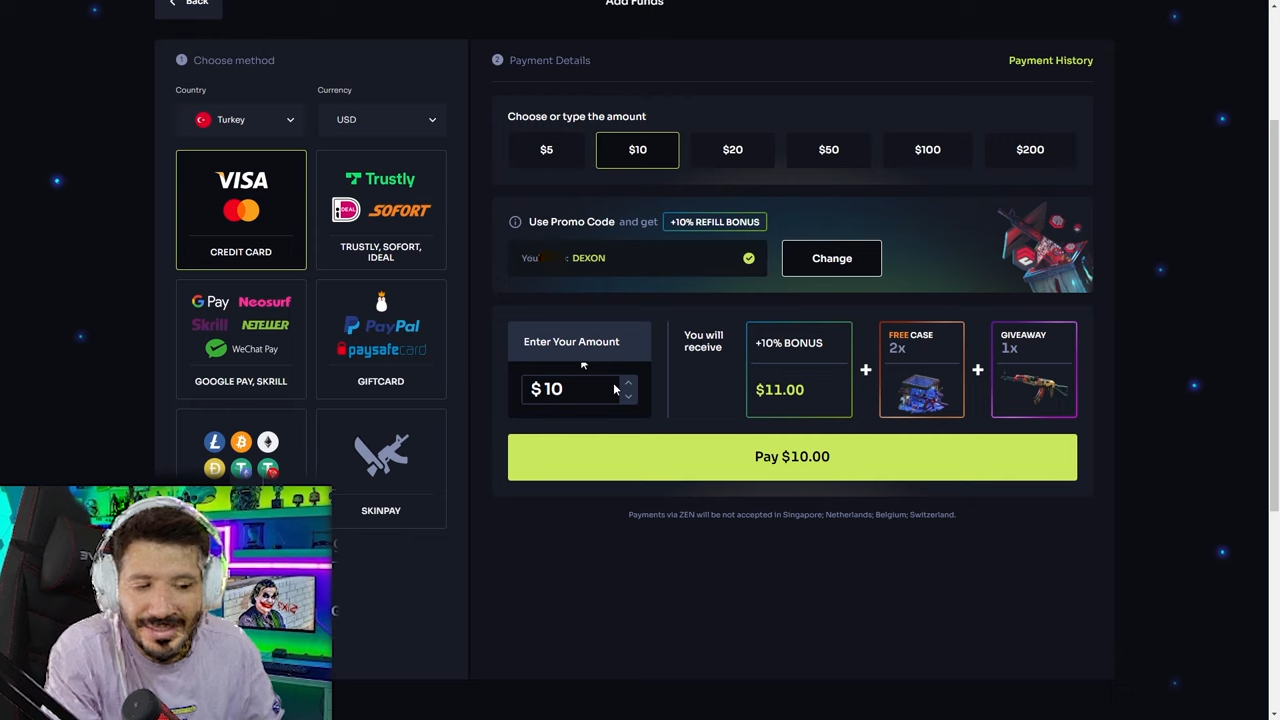 Back
Add Funds
1 Choose method
Country
Currency
Turkey
USD
VISA
CREDIT CARD
Trustly
iDEAL SOFORT
TRUSTLY, SOFORT,
IDEAL
G Pay Neosurf
Skrill NETELLER
WeChat Pay
GOOGLE PAY, SKRILL
PayPal
paysafecard
GIFTCARD
SKINPAY
2 Payment Details
Payment History
Choose or type the amount
$5
$10
$20
$50
$100
$200
Use Promo Code and get +10% REFILL BONUS
You : DEXON
Change
Enter Your Amount
$ 10
You will
receive
+10% BONUS
$11.00
+
FREE CASE
2x
+
GIVEAWAY
1x
Pay $10.00
Payments via ZEN will be not accepted in Singapore; Netherlands; Belgium; Switzerland.